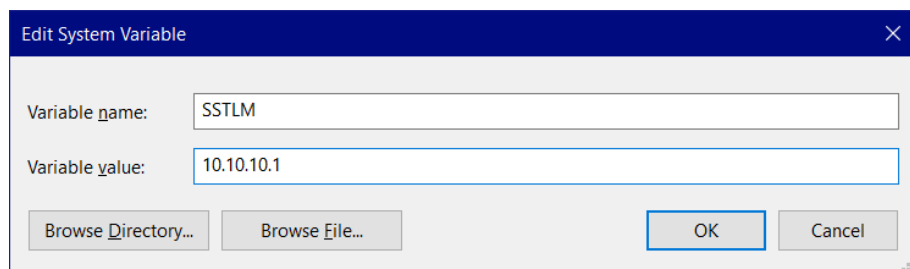 Edit System Variable
Variable name: SSTLM
Variable value: 10.10.10.1
Browse Directory... Browse File... OK Cancel